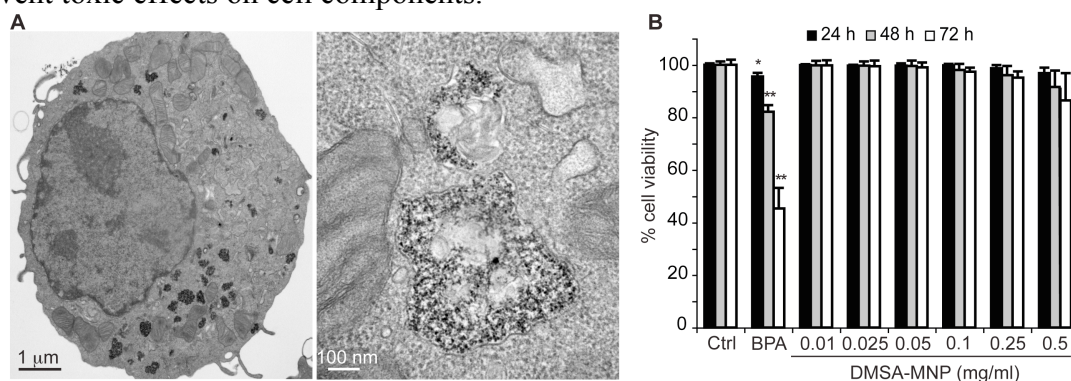 vent toxic effects on cell components.
A
B
24 h 48 h 72 h
* ** **
% cell viability
100
80
60
40
20
0
Ctrl BPA 0.01 0.025 0.05 0.1 0.25 0.5
DMSA-MNP (mg/ml)
1 μm
100 nm